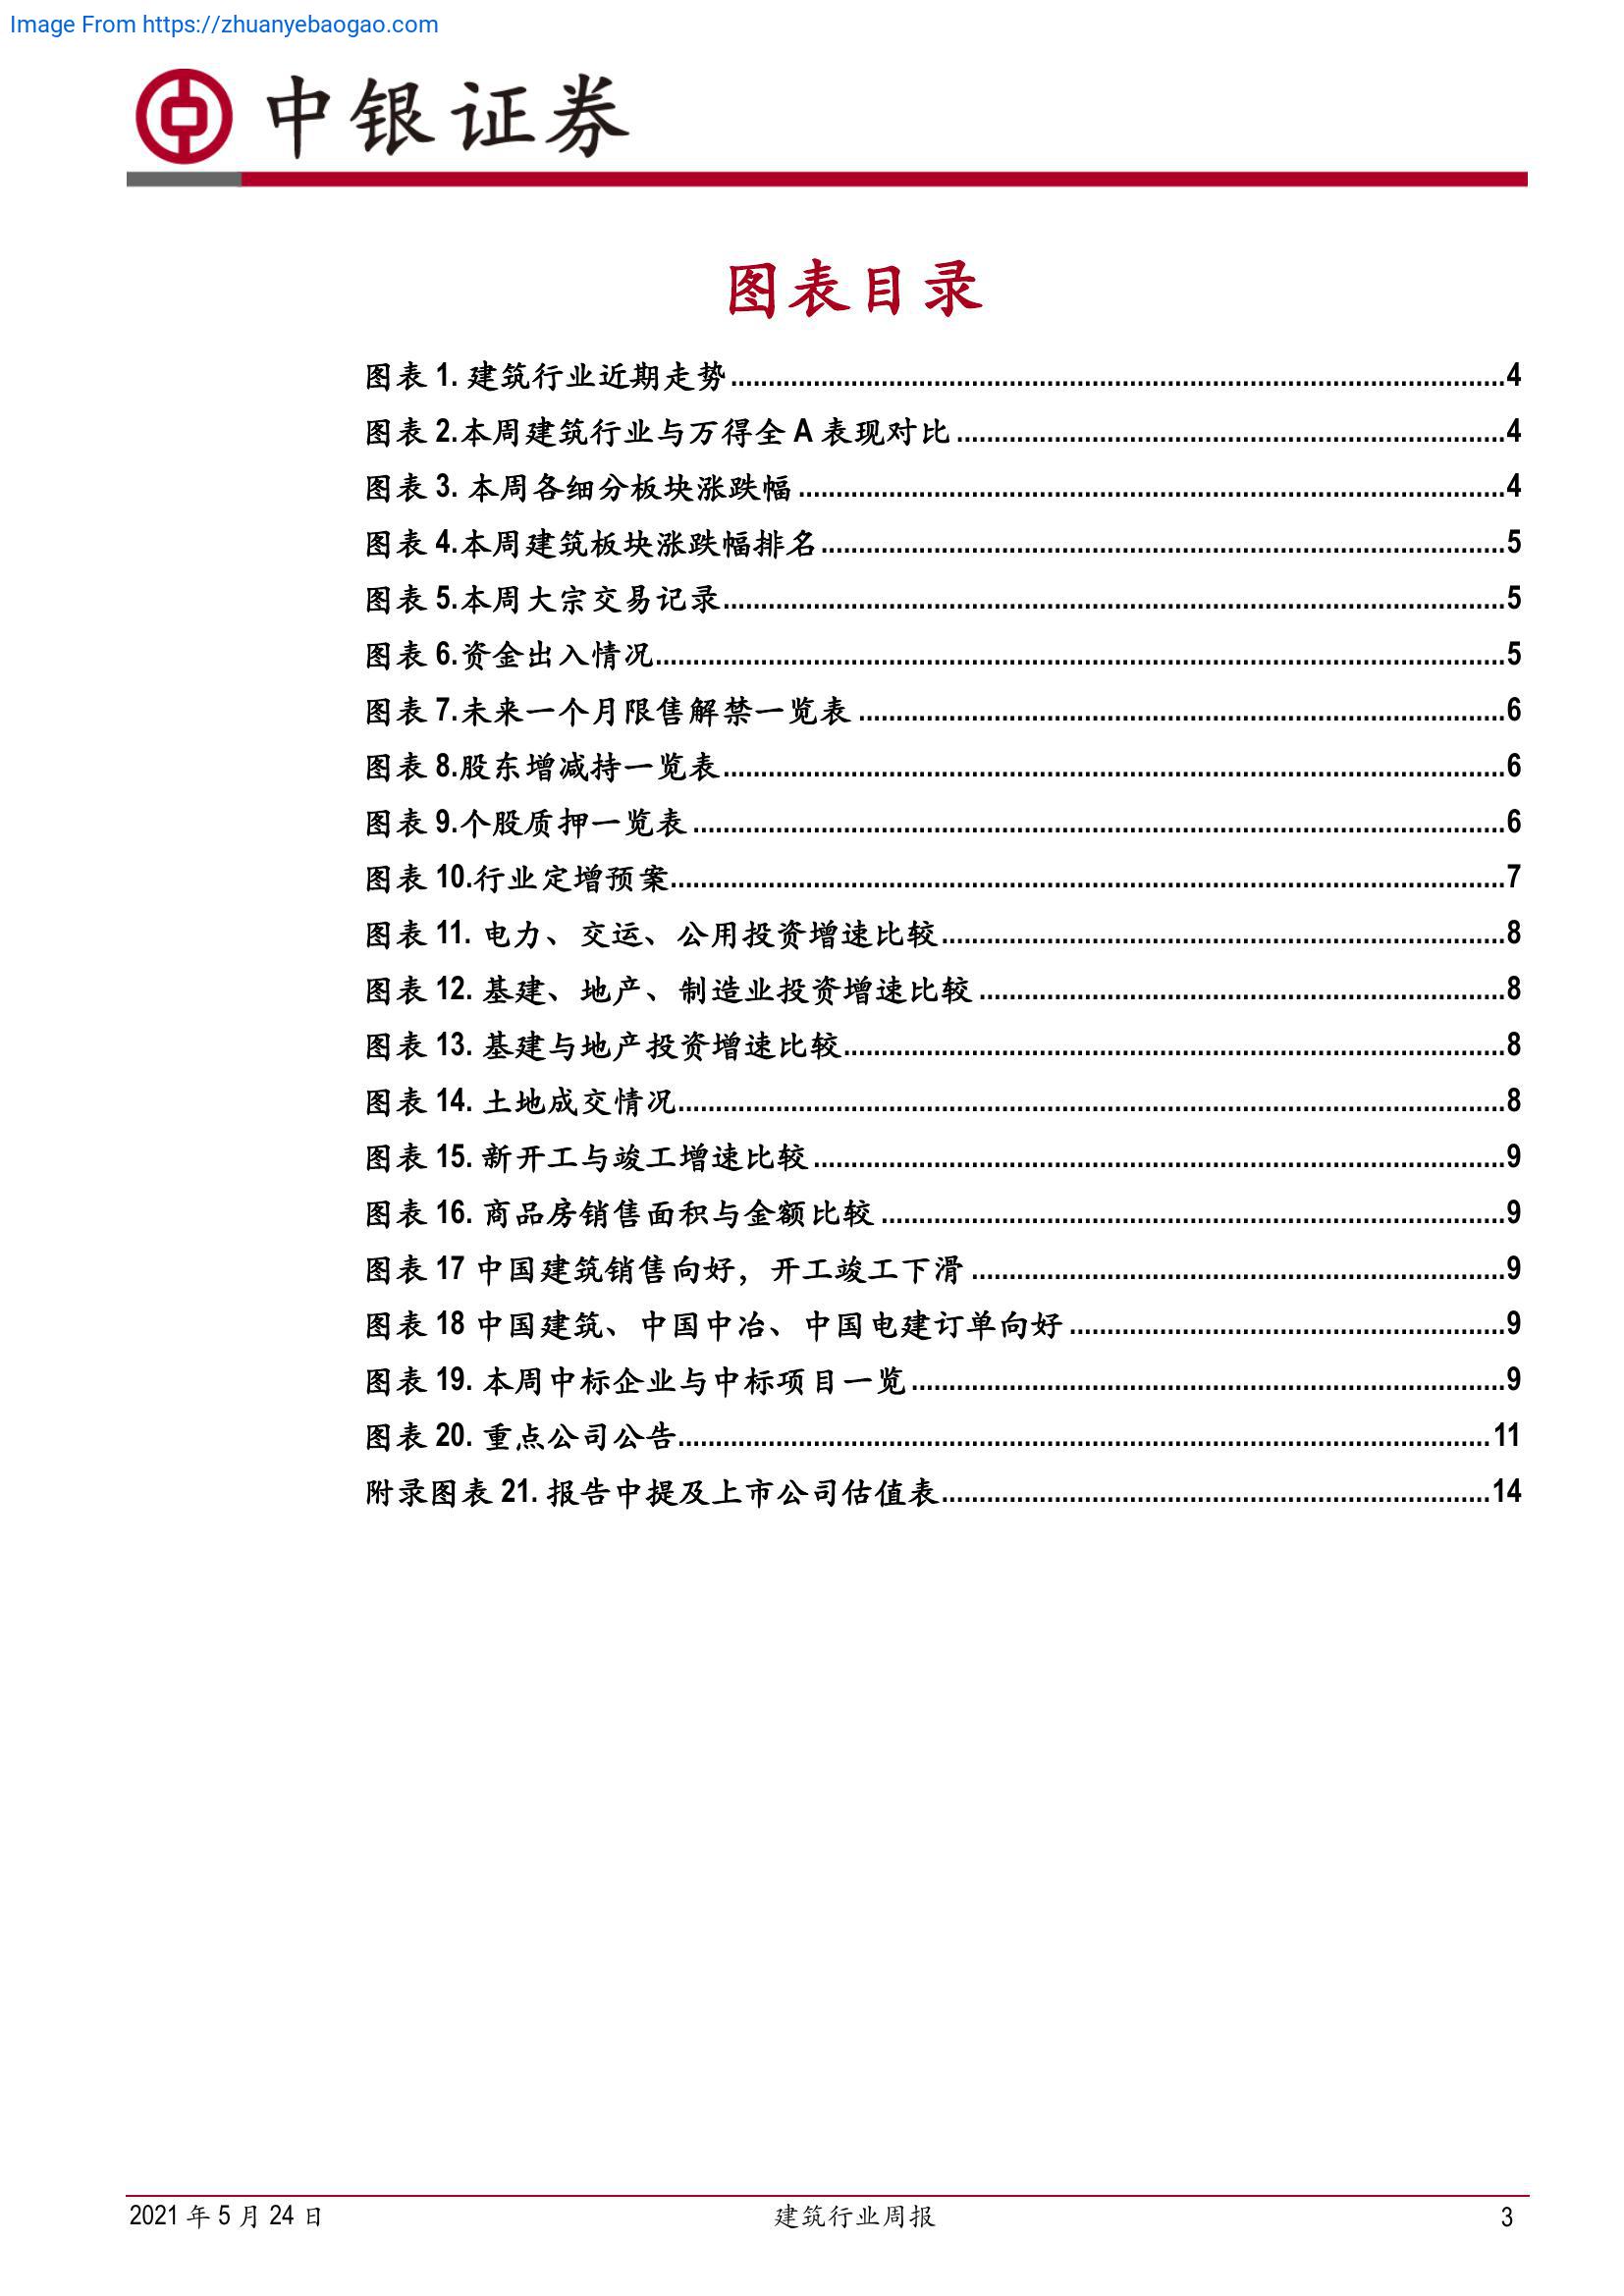 Image From https://zhuanyebaogao.com
中银证券
图表目录
图表 1. 建筑行业近期走势....................4
图表 2.本周建筑行业与万得全 A 表现对比....................4
图表 3. 本周各细分板块涨跌幅....................4
图表 4.本周建筑板块涨跌幅排名....................5
图表 5.本周大宗交易记录....................5
图表 6.资金出入情况....................5
图表 7.未来一个月限售解禁一览表....................6
图表 8.股东增减持一览表....................6
图表 9.个股质押一览表....................6
图表 10.行业定增预案....................7
图表 11. 电力、交运、公用投资增速比较....................8
图表 12. 基建、地产、制造业投资增速比较....................8
图表 13. 基建与地产投资增速比较....................8
图表 14. 土地成交情况....................8
图表 15. 新开工与竣工增速比较....................9
图表 16. 商品房销售面积与金额比较....................9
图表 17 中国建筑销售向好，开工竣工下滑....................9
图表 18 中国建筑、中国中冶、中国电建订单向好....................9
图表 19. 本周中标企业与中标项目一览....................9
图表 20. 重点公司公告....................11
附录图表 21. 报告中提及上市公司估值表....................14
2021 年 5 月 24 日 建筑行业周报 3